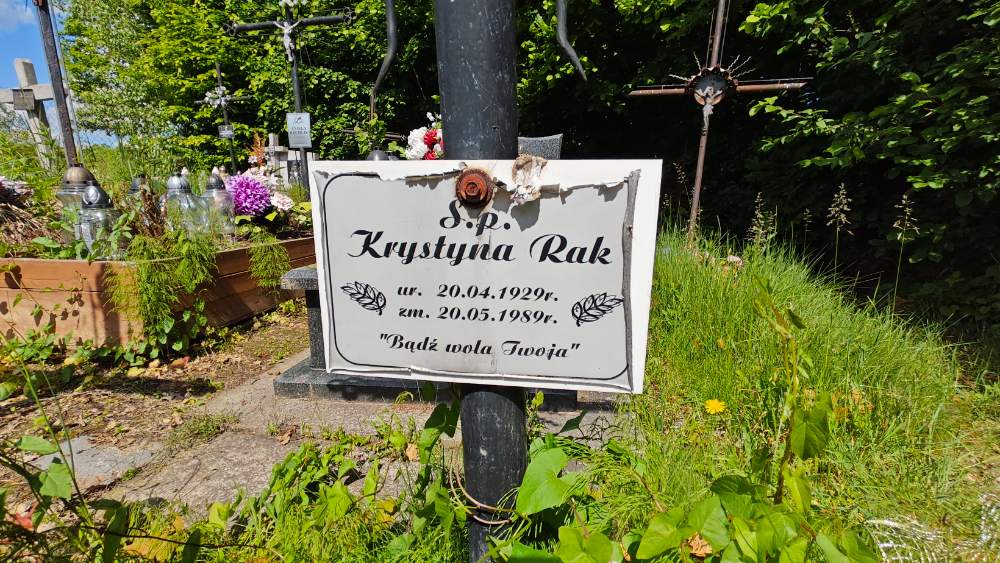 Ś.p.
Krystyna Rak
ur. 20.04.1929r.
zm. 20.05.1989r.
"Bądź wola Twoja"